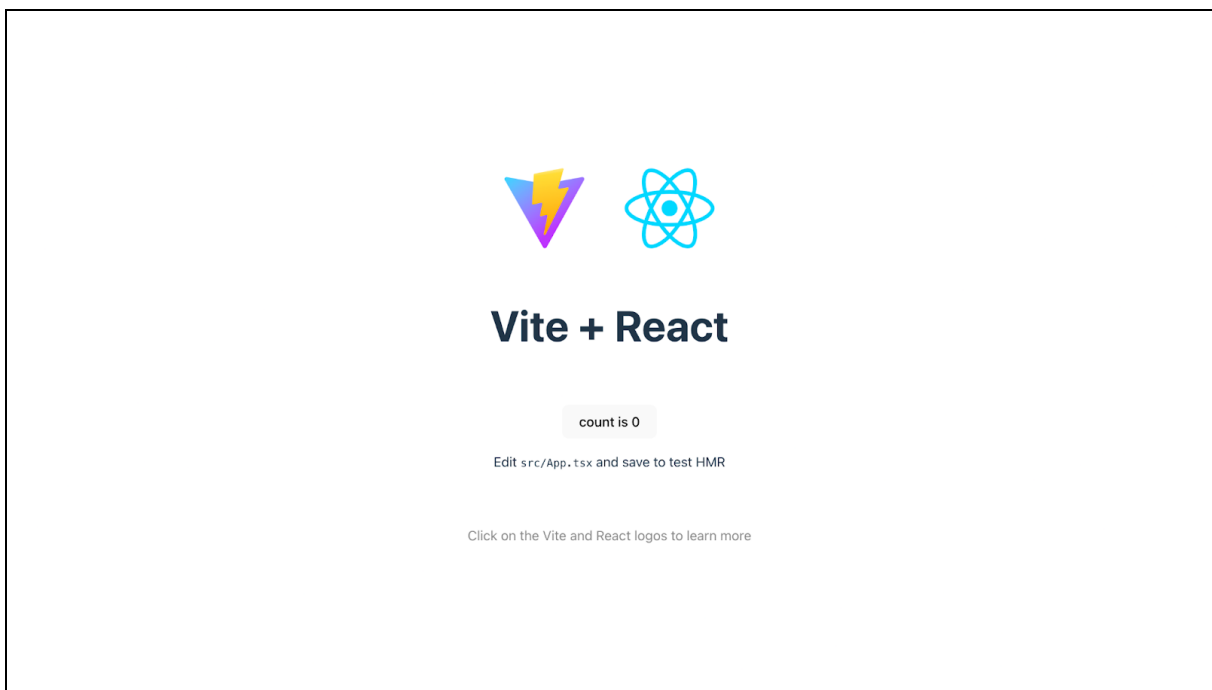 Vite + React
count is 0
Edit src/App.tsx and save to test HMR
Click on the Vite and React logos to learn more